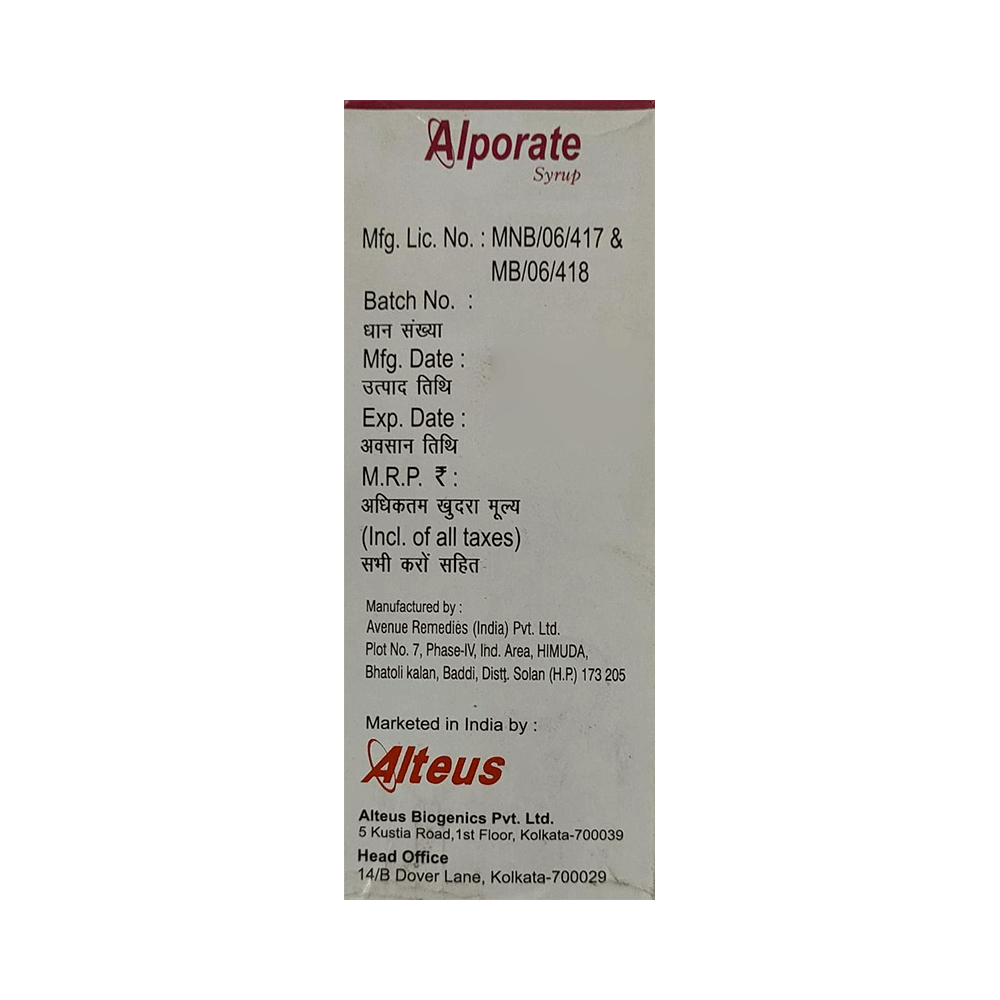 Alporate
Syrup
Mfg. Lic. No. : MNB/06/417 &
MB/06/418
Batch No. :
धान संख्या
Mfg. Date :
उत्पाद तिथि
Exp. Date :
अवसान तिथि
M.R.P. ₹ :
अधिकतम खुदरा मूल्य
(Incl. of all taxes)
सभी करों सहित
Manufactured by :
Avenue Remedies (India) Pvt. Ltd.
Plot No. 7, Phase-IV, Ind. Area, HIMUDA,
Bhatoli kalan, Baddi, Distt. Solan (H.P.) 173 205
Marketed in India by :
Alteus
Alteus Biogenics Pvt. Ltd.
5 Kustia Road,1st Floor, Kolkata-700039
Head Office
14/B Dover Lane, Kolkata-700029